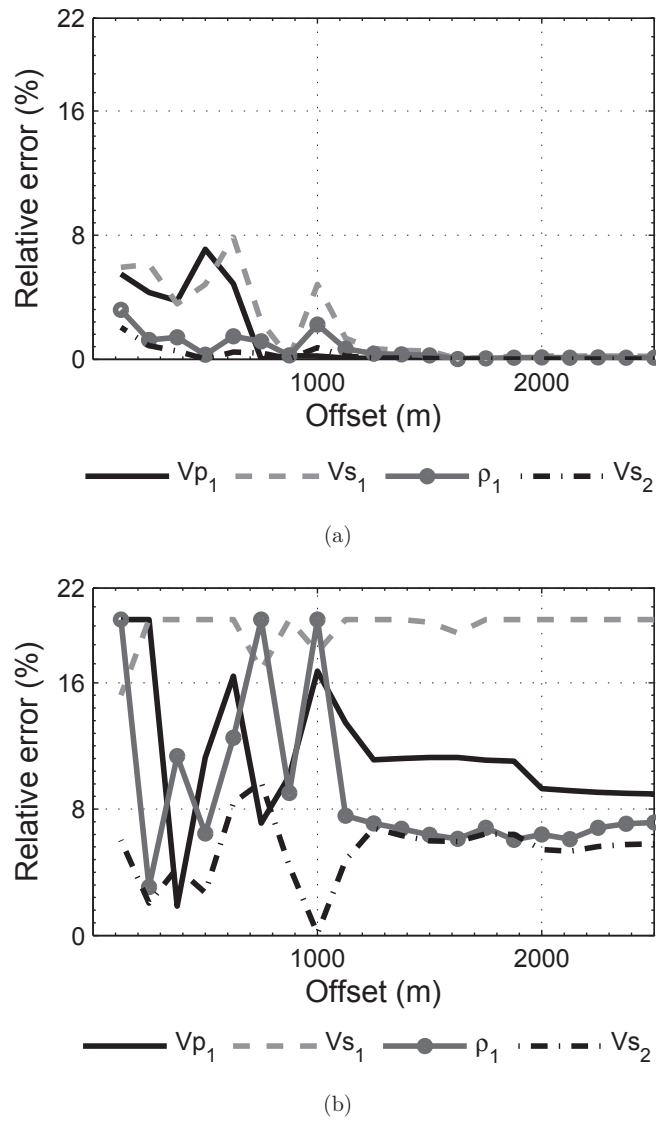 22
16
8
0
Relative error (%)
1000
2000
Offset (m)
Vp1
Vs1
ρ1
Vs2
(a)
22
16
8
0
Relative error (%)
1000
2000
Offset (m)
Vp1
Vs1
ρ1
Vs2
(b)